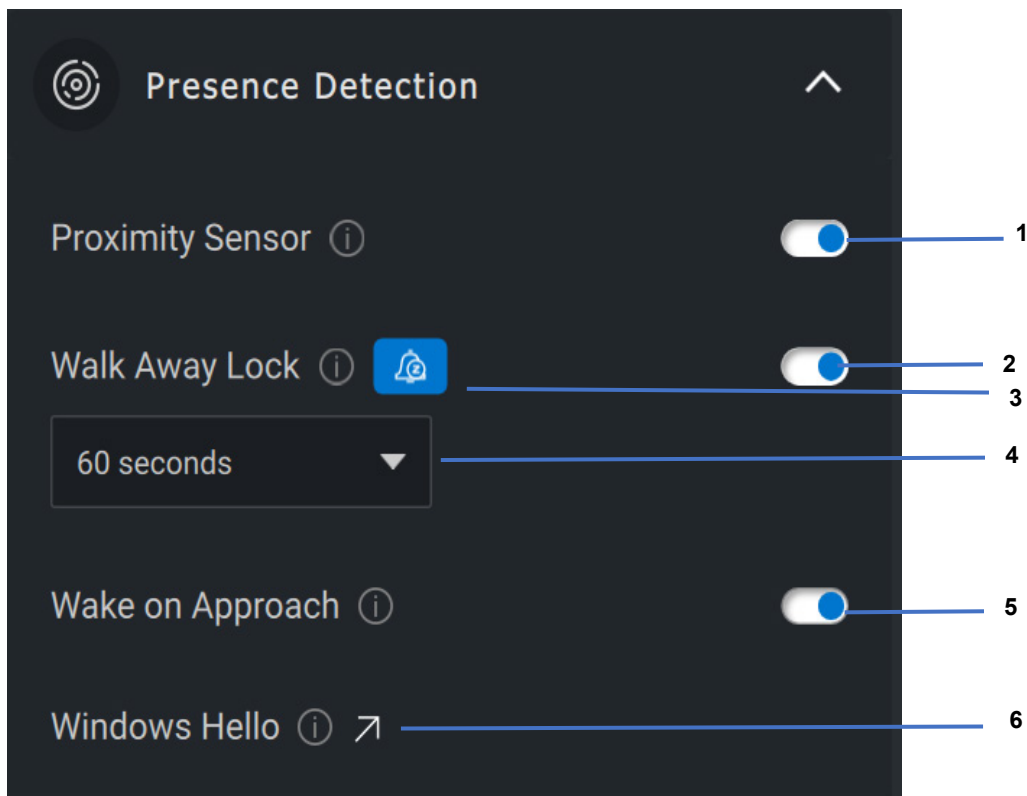 Presence Detection
Proximity Sensor
1
Walk Away Lock
2
3
60 seconds
4
Wake on Approach
5
Windows Hello
6